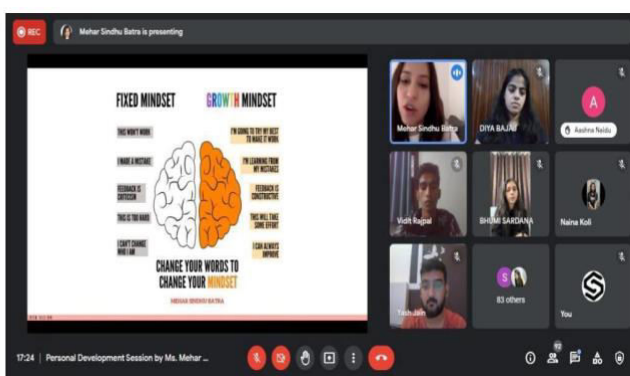 REC
Mehar Sindhu Batra is presenting
FIXED MINDSET
GROWTH MINDSET
THIS WON'T WORK
I'M GOING TO TRY MY BEST
TO MAKE IT WORK
I MADE A MISTAKE
I'M LEARNING FROM
MY MISTAKES
FEEDBACK IS
CRITICISM
FEEDBACK IS
CONSTRUCTIVE
THIS IS TOO HARD
THIS WILL TAKE
SOME EFFORT
I CAN'T CHANGE
WHO I AM
I CAN ALWAYS
IMPROVE
CHANGE YOUR WORDS TO
CHANGE YOUR MINDSET
MEHAR SINDHU BATRA
Mehar Sindhu Batra
DIYA BAJAJ
A
Aashna Naidu
Vidit Rajpal
BHUMI SARDANA
Naina Koli
Yash Jain
S
83 others
S
You
17:24 | Personal Development Session by Ms. Mehar ...
92